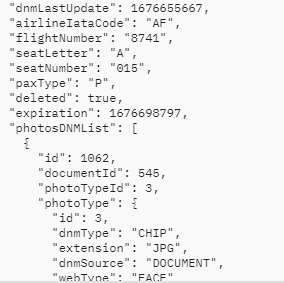 "dnmLastUpdate": 1676655667,
"airlineIataCode": "AF",
"flightNumber": "8741",
"seatLetter": "A",
"seatNumber": "015",
"paxType": "P",
"deleted": true,
"expiration": 1676698797,
"photosDNMList": [
{
"id": 1062,
"documentId": 545,
"photoTypeId": 3,
"photoType": {
"id": 3,
"dnmType": "CHIP",
"extension": "JPG",
"dnmSource": "DOCUMENT",
"webType": "FACE"